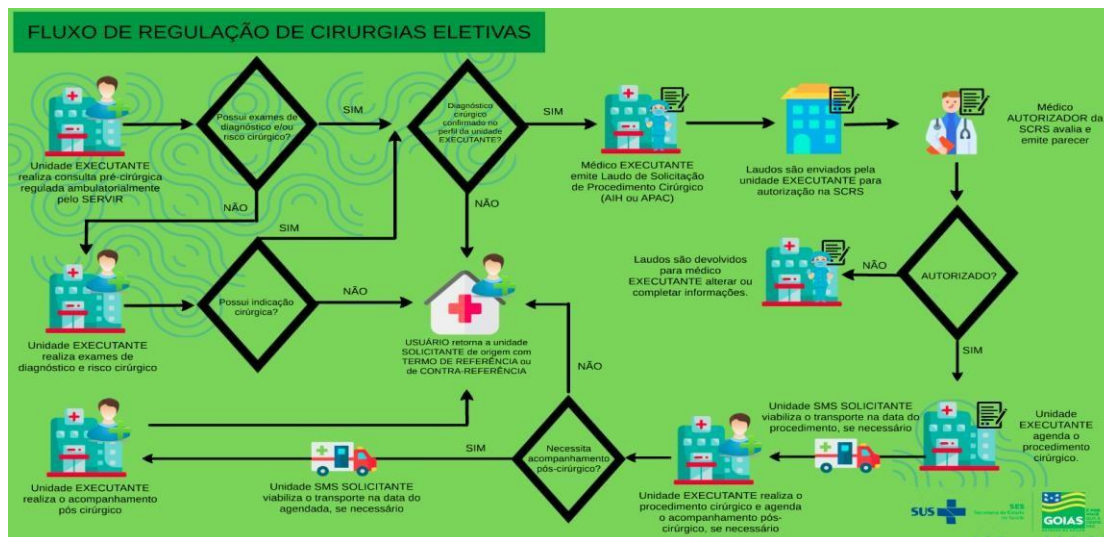 FLUXO DE REGULAÇÃO DE CIRURGIAS ELETIVAS
Unidade EXECUTANTE
realiza consulta pré-cirúrgica
regulada ambulatorialmente
pelo SERVIR
Possui exames de
diagnóstico e/ou
risco cirúrgico?
SIM
NÃO
Diagnóstico
cirúrgico
confirmado no
perfil da unidade
EXECUTANTE?
SIM
NÃO
Médico EXECUTANTE
emite Laudo de Solicitação
de Procedimento Cirúrgico
(AIH ou APAC)
Laudos são enviados pela
unidade EXECUTANTE para
autorização na SCRS
Médico
AUTORIZADOR da
SCRS avalia e
emite parecer
Unidade EXECUTANTE
realiza exames de
diagnóstico e risco cirúrgico
Possui indicação
cirúrgica?
SIM
NÃO
USUÁRIO retorna a unidade
SOLICITANTE de origem com
TERMO DE REFERÊNCIA ou
de CONTRA-REFERÊNCIA
Laudos são devolvidos
para médico
EXECUTANTE alterar ou
completar informações.
NÃO
AUTORIZADO?
SIM
Unidade
EXECUTANTE
agenda o
procedimento
cirúrgico.
Unidade SMS SOLICITANTE
viabiliza o transporte na data do
procedimento, se necessário
Unidade EXECUTANTE realiza o
procedimento cirúrgico e agenda
o acompanhamento pós-
cirúrgico, se necessário
Necessita
acompanhamento
pós-cirúrgico?
NÃO
SIM
Unidade SMS SOLICITANTE
viabiliza o transporte na data do
agendada, se necessário
Unidade EXECUTANTE
realiza o acompanhamento
pós cirúrgico
SUS
SES
Secretaria de Estado
da Saúde
GOIÁS